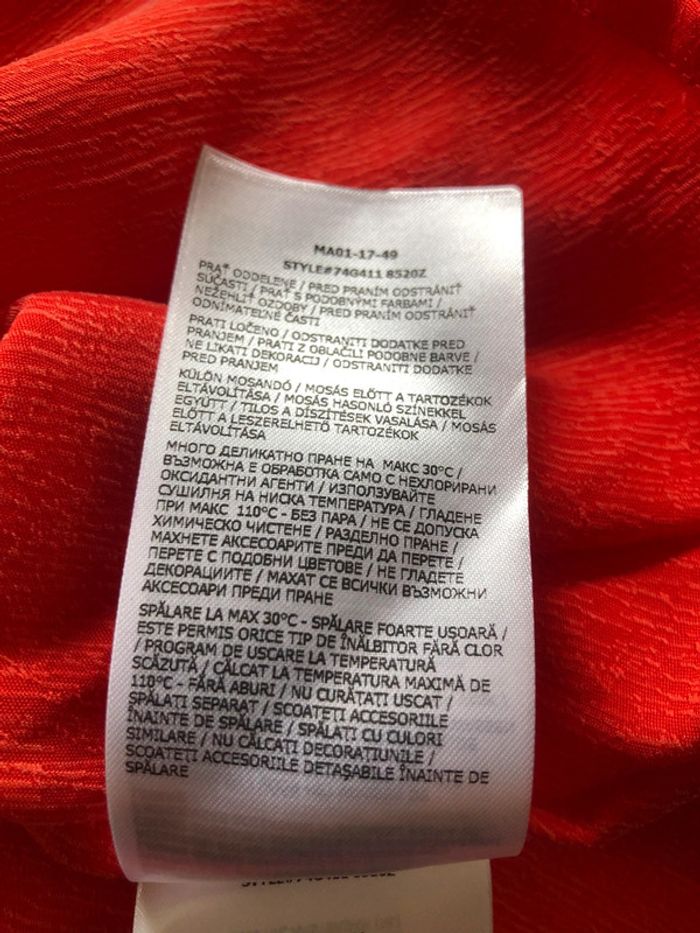 MA01-17-49
STYLE#74G411 8520Z
PRAŤ ODDELENE / PRED PRANÍM ODSTRÁNIŤ
SÚČASTI / PRAŤ S PODOBNÝMI FARBAMI /
NEŽEHLIŤ OZDOBY / PRED PRANÍM ODSTRÁNIŤ
ODNÍMATEĽNÉ ČASTI
PRATI LOČENO / ODSTRANITI DODATKE PRED
PRANJEM / PRATI Z OBLAČILI PODOBNE BARVE /
NE LIKATI DEKORACIJ / ODSTRANITI DODATKE
PRED PRANJEM
KÜLÖN MOSANDÓ / MOSÁS ELŐTT A TARTOZÉKOK
ELTÁVOLÍTÁSA / MOSÁS HASONLÓ SZÍNEKKEL
EGYÜTT / TILOS A DÍSZÍTÉSEK VASALÁSA / MOSÁS
ELŐTT A LESZERELHETŐ TARTOZÉKOK
ELTÁVOLÍTÁSA
МНОГО ДЕЛИКАТНО ПРАНЕ НА МАКС 30°C /
ВЪЗМОЖНА Е ОБРАБОТКА САМО С НЕХЛОРИРАНИ
ОКСИДАНТНИ АГЕНТИ / ИЗПОЛЗУВАЙТЕ
СУШИЛНЯ НА НИСКА ТЕМПЕРАТУРА / ГЛАДЕНЕ
ПРИ МАКС 110°C - БЕЗ ПАРА / НЕ СЕ ДОПУСКА
ХИМИЧЕСКО ЧИСТЕНЕ / РАЗДЕЛНО ПРАНЕ /
МАХНЕТЕ АКСЕСОАРИТЕ ПРЕДИ ДА ПЕРЕТЕ /
ПЕРЕТЕ С ПОДОБНИ ЦВЕТОВЕ / НЕ ГЛАДЕТЕ
ДЕКОРАЦИИТЕ / МАХАТ СЕ ВСИЧКИ ВЪЗМОЖНИ
АКСЕСОАРИ ПРЕДИ ПРАНЕ
SPĂLARE LA MAX 30°C - SPĂLARE FOARTE UȘOARĂ /
ESTE PERMIS ORICE TIP DE ÎNĂLBITOR FĂRĂ CLOR
/ PROGRAM DE USCARE LA TEMPERATURĂ
SCĂZUTĂ / CĂLCAT LA TEMPERATURA MAXIMĂ DE
110°C - FĂRĂ ABURI / NU CURĂȚAȚI USCAT /
SPĂLAȚI SEPARAT / SCOATEȚI ACCESORIILE
ÎNAINTE DE SPĂLARE / SPĂLAȚI CU CULORI
SIMILARE / NU CĂLCAȚI DECORAȚIUNILE /
SCOATEȚI ACCESORIILE DETAȘABILE ÎNAINTE DE
SPĂLARE